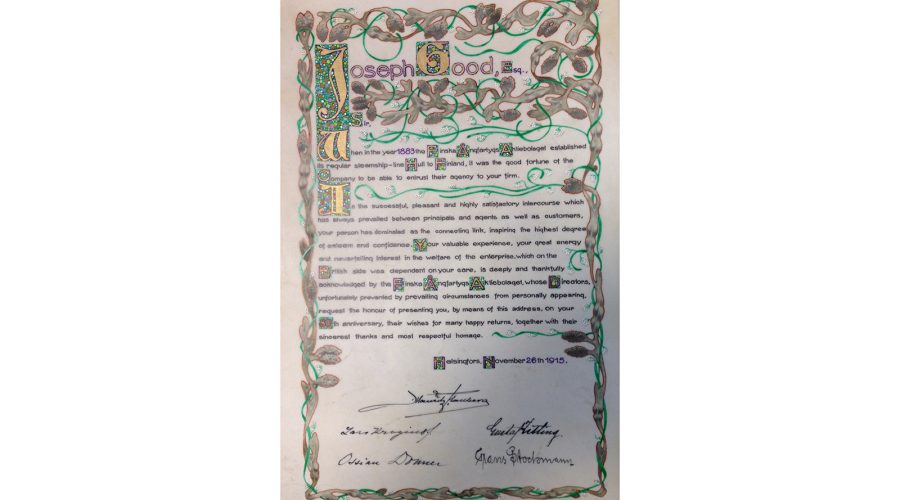 Joseph Good, Esq.,
Sir,
When in the year 1883 the Finska Ångfartygs Aktiebolaget established
its regular steamship-line Hull to Finland, it was the good fortune of the
Company to be able to entrust their agency to your firm.
In the successful, pleasant and highly satisfactory intercourse which
has always prevailed between principals and agents as well as customers,
your person has dominated as the connecting link, inspiring the highest degree
of esteem and confidence. Your valuable experience, your great energy
and neverfailing interest in the welfare of the enterprise, which on the
British side was dependent on your care, is deeply and thankfully
acknowledged by the Finska Ångfartygs Aktiebolaget, whose Directors,
unfortunately prevented by prevailing circumstances from personally appearing,
request the honour of presenting you, by means of this address, on your
anniversary, their wishes for many happy returns, together with their
sincerest thanks and most respectful homage.
Helsingfors, November 26th 1915.
Lars Krogius Gustaf
Ossian Donner Frans Stockmann